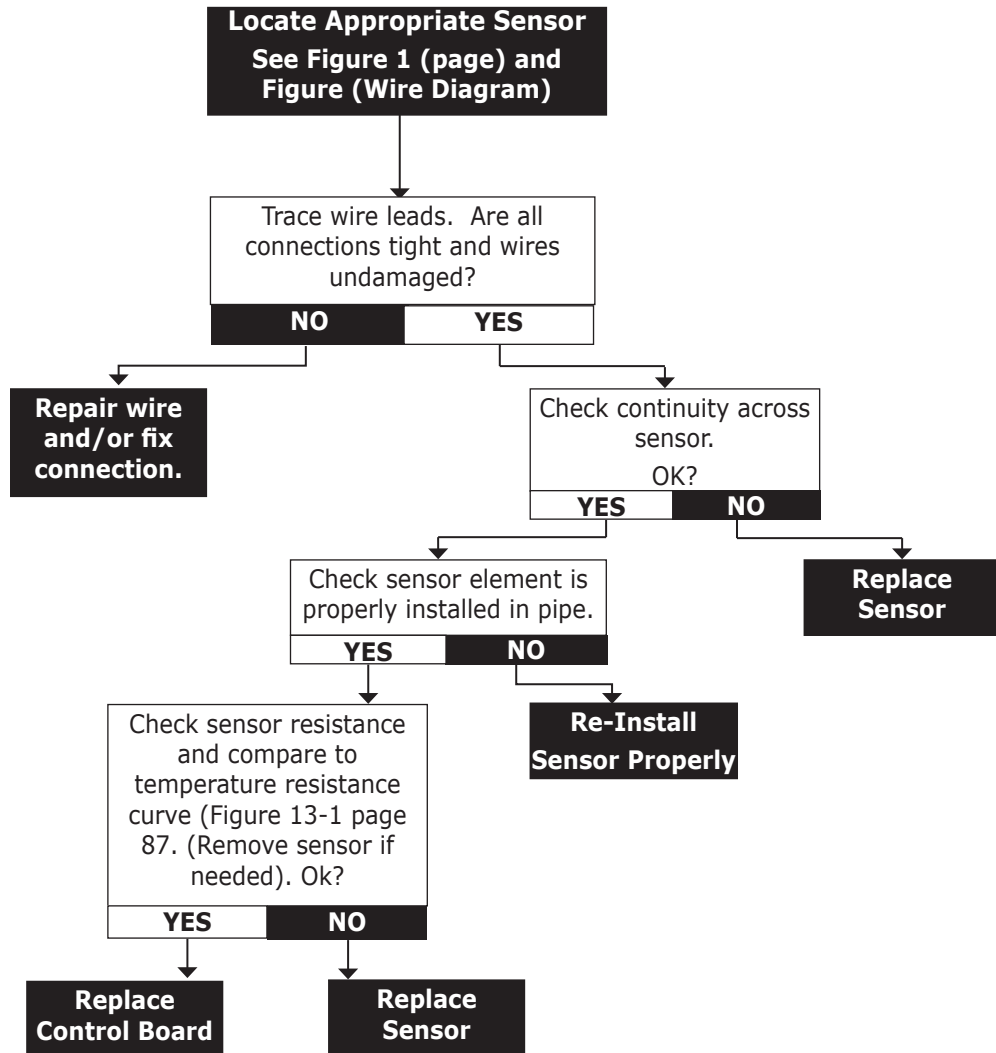 Locate Appropriate Sensor
See Figure 1 (page) and
Figure (Wire Diagram)
Trace wire leads.  Are all
connections tight and wires
undamaged?
NO
YES
Repair wire
and/or fix
connection.
Check continuity across
sensor.
OK?
YES
NO
Check sensor element is
properly installed in pipe.
YES
NO
Replace
Sensor
Check sensor resistance
and compare to
temperature resistance
curve (Figure 13-1 page
87. (Remove sensor if
needed). Ok?
YES
NO
Re-Install
Sensor Properly
Replace
Control Board
Replace
Sensor